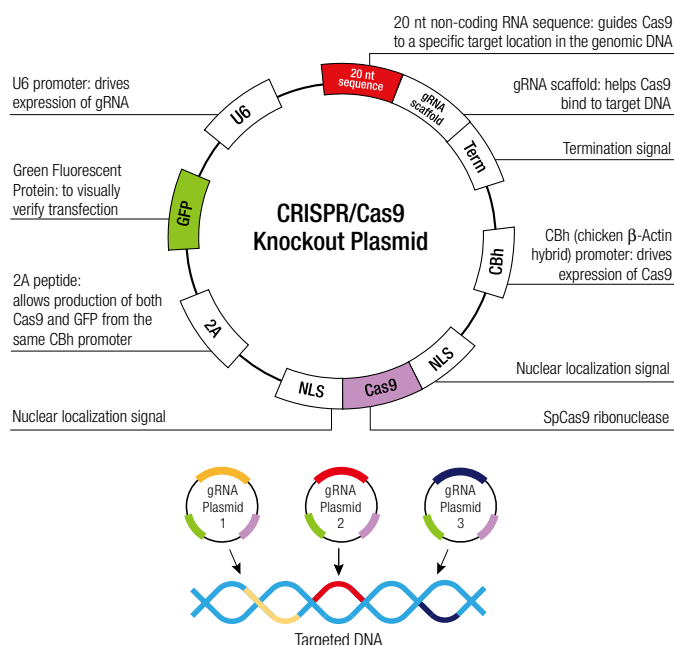 20 nt non-coding RNA sequence: guides Cas9
to a specific target location in the genomic DNA
U6 promoter: drives
expression of gRNA
20 nt
sequence
gRNA
scaffold
gRNA scaffold: helps Cas9
bind to target DNA
U6
Term
Termination signal
Green Fluorescent
Protein: to visually
verify transfection
GFP
CRISPR/Cas9
Knockout Plasmid
CBh
CBh (chicken β-Actin
hybrid) promoter: drives
expression of Cas9
2A peptide:
allows production of both
Cas9 and GFP from the
same CBh promoter
2A
NLS
Cas9
NLS
Nuclear localization signal
Nuclear localization signal
SpCas9 ribonuclease
gRNA
Plasmid
1
gRNA
Plasmid
2
gRNA
Plasmid
3
Targeted DNA